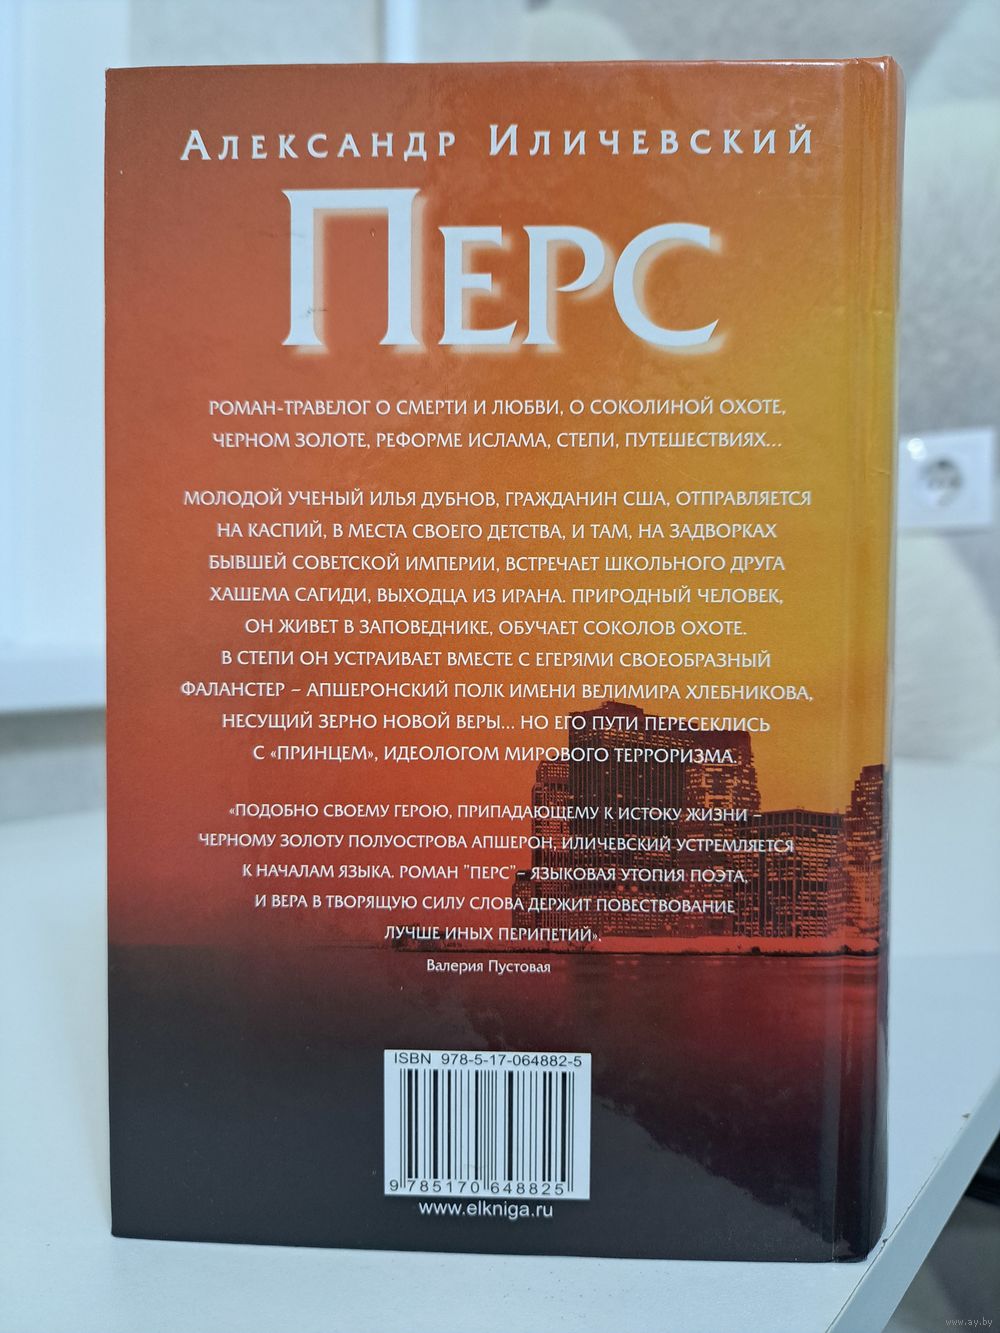 Александр Иличевский
Перс
РОМАН-ТРАВЕЛОГ О СМЕРТИ И ЛЮБВИ, О СОКОЛИНОЙ ОХОТЕ,
ЧЕРНОМ ЗОЛОТЕ, РЕФОРМЕ ИСЛАМА, СТЕПИ, ПУТЕШЕСТВИЯХ...
МОЛОДОЙ УЧЕНЫЙ ИЛЬЯ ДУБНОВ, ГРАЖДАНИН США, ОТПРАВЛЯЕТСЯ
НА КАСПИЙ, В МЕСТА СВОЕГО ДЕТСТВА, И ТАМ, НА ЗАДВОРКАХ
БЫВШЕЙ СОВЕТСКОЙ ИМПЕРИИ, ВСТРЕЧАЕТ ШКОЛЬНОГО ДРУГА
ХАШЕМА САГИДИ, ВЫХОДЦА ИЗ ИРАНА. ПРИРОДНЫЙ ЧЕЛОВЕК,
ОН ЖИВЕТ В ЗАПОВЕДНИКЕ, ОБУЧАЕТ СОКОЛОВ ОХОТЕ.
В СТЕПИ ОН УСТРАИВАЕТ ВМЕСТЕ С ЕГЕРЯМИ СВОЕОБРАЗНЫЙ
ФАЛАНСТЕР – АПШЕРОНСКИЙ ПОЛК ИМЕНИ ВЕЛИМИРА ХЛЕБНИКОВА,
НЕСУЩИЙ ЗЕРНО НОВОЙ ВЕРЫ... НО ЕГО ПУТИ ПЕРЕСЕКЛИСЬ
С «ПРИНЦЕМ», ИДЕОЛОГОМ МИРОВОГО ТЕРРОРИЗМА.
«ПОДОБНО СВОЕМУ ГЕРОЮ, ПРИПАДАЮЩЕМУ К ИСТОКУ ЖИЗНИ –
ЧЕРНОМУ ЗОЛОТУ ПОЛУОСТРОВА АПШЕРОН, ИЛИЧЕВСКИЙ УСТРЕМЛЯЕТСЯ
К НАЧАЛАМ ЯЗЫКА. РОМАН "ПЕРС" – ЯЗЫКОВАЯ УТОПИЯ ПОЭТА,
И ВЕРА В ТВОРЯЩУЮ СИЛУ СЛОВА ДЕРЖИТ ПОВЕСТВОВАНИЕ
ЛУЧШЕ ИНЫХ ПЕРИПЕТИЙ».
Валерия Пустовая
ISBN 978-5-17-064882-5
9 785170 648825
www.elkniga.ru
www.ay.by